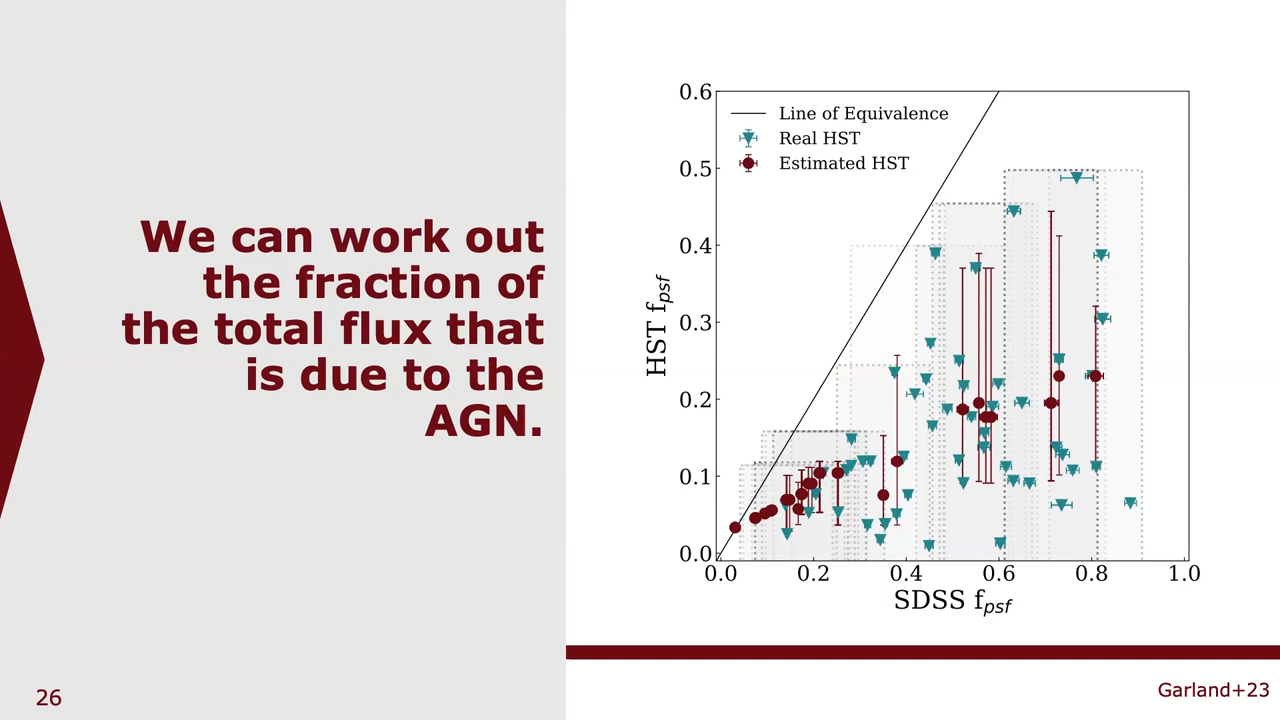 We can work out
the fraction of
the total flux that
is due to the
AGN.
26
Line of Equivalence
Real HST
Estimated HST
HST fpsf
0.6
0.5
0.4
0.3
0.2
0.1
0.0
0.0 0.2 0.4 0.6 0.8 1.0
SDSS fpsf
Garland+23